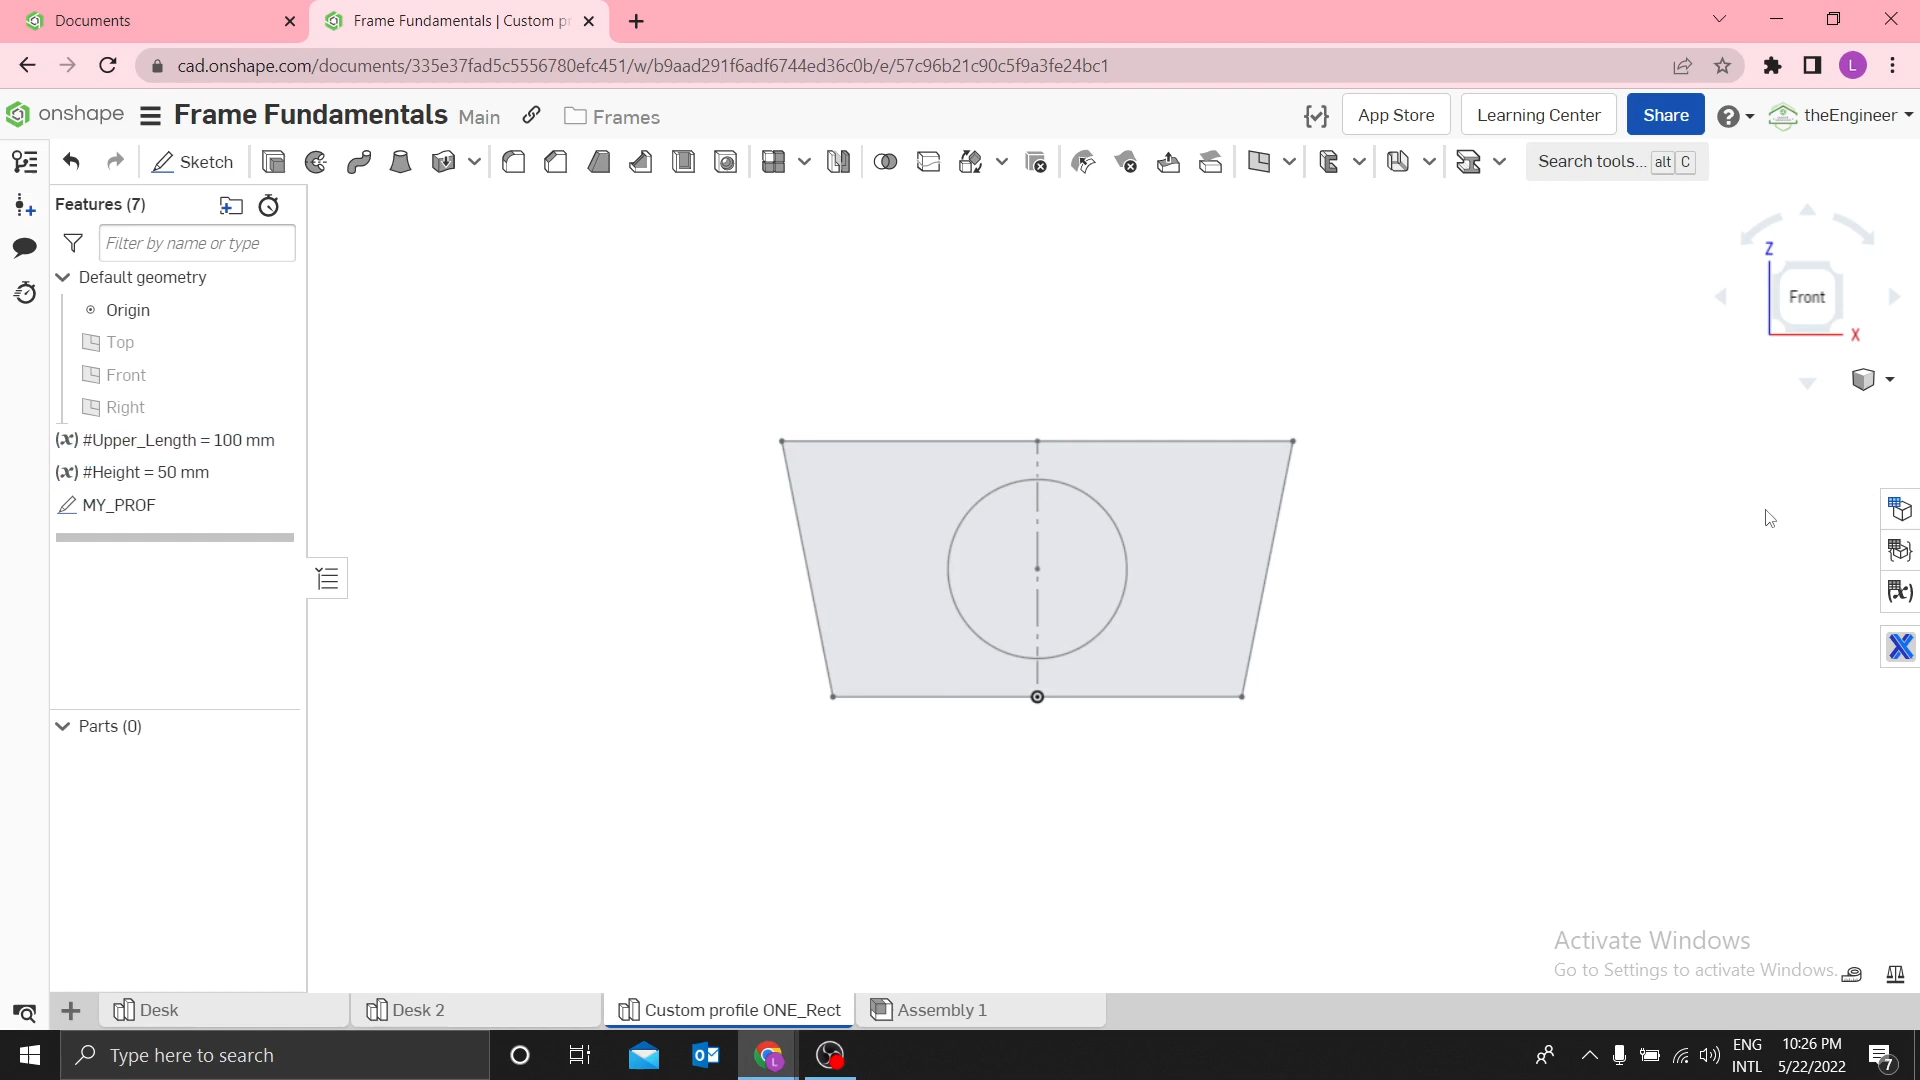 Documents
Frame Fundamentals | Custom pr
cad.onshape.com/documents/335e37fad5c5556780efc451/w/b9aad291f6adf6744ed36c0b/e/57c96b21c90c5f9a3fe24bc1
L
onshape
Frame Fundamentals
Main
Frames
App Store
Learning Center
Share
theEngineer
Sketch
Search tools... alt C
Features (7)
Filter by name or type
Default geometry
Origin
Top
Front
Right
(x) #Upper_Length = 100 mm
(x) #Height = 50 mm
MY_PROF
Parts (0)
Z
Front
X
(x)
Activate Windows
Go to Settings to activate Windows.
Desk
Desk 2
Custom profile ONE_Rect
Assembly 1
Type here to search
L
ENG
INTL
10:26 PM
5/22/2022
7